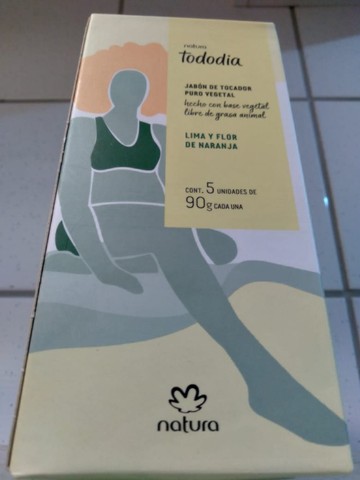 natura
tododia
JABÓN DE TOCADOR
PURO VEGETAL
hecho con base vegetal
libre de grasa animal
LIMA Y FLOR
DE NARANJA
CONT. 5 UNIDADES DE
90g CADA UNA
natura